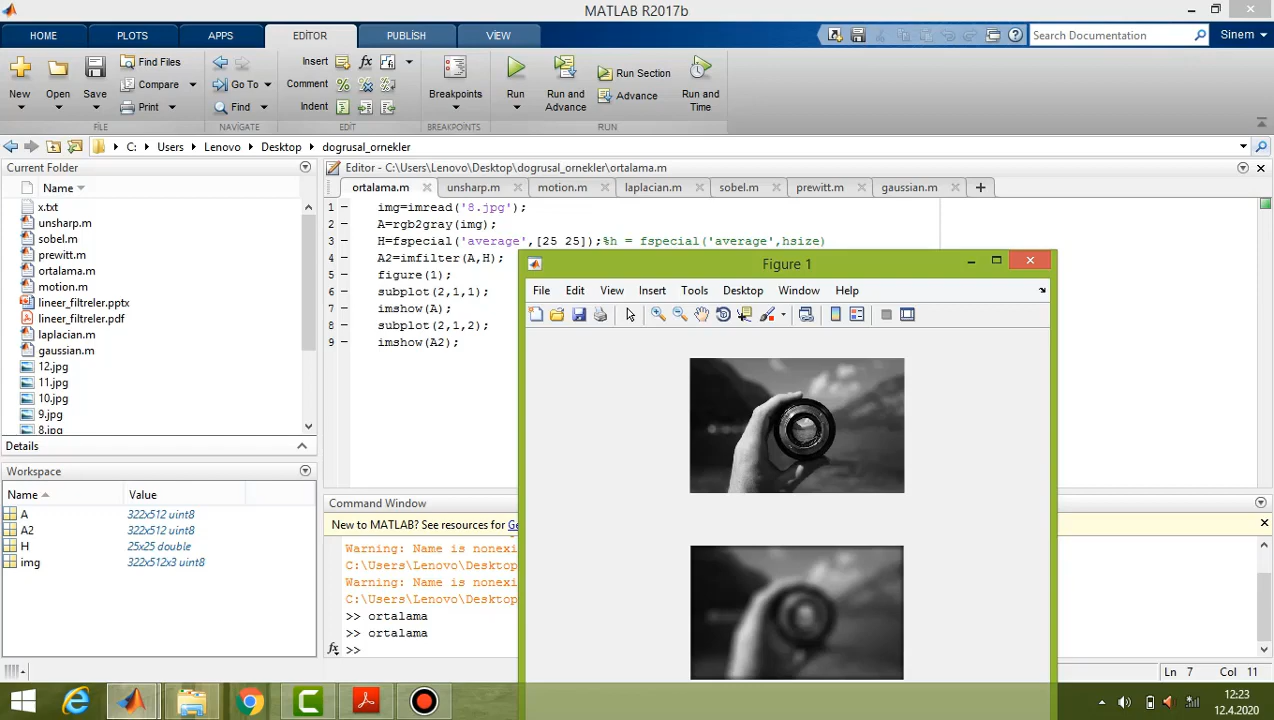 MATLAB R2017b
HOME PLOTS APPS EDITOR PUBLISH VIEW Search Documentation Sinem
New Open Save Find Files Compare Print Go To Find Insert fx Comment Indent Breakpoints Run Run and Advance Run Section Advance Run and Time
FILE NAVIGATE EDIT BREAKPOINTS RUN
C: Users Lenovo Desktop dogrusal_ornekler
Current Folder
Name
x.txt
unsharp.m
sobel.m
prewitt.m
ortalama.m
motion.m
lineer_filtreler.pptx
lineer_filtreler.pdf
laplacian.m
gaussian.m
12.jpg
11.jpg
10.jpg
9.jpg
8.jpg
Details
Workspace
Name Value
A 322x512 uint8
A2 322x512 uint8
H 25x25 double
img 322x512x3 uint8
Editor - C:\Users\Lenovo\Desktop\dogrusal_ornekler\ortalama.m
ortalama.m unsharp.m motion.m laplacian.m sobel.m prewitt.m gaussian.m
1 img=imread('8.jpg');
2 A=rgb2gray(img);
3 H=fspecial('average',[25 25]);%h = fspecial('average',hsize)
4 A2=imfilter(A,H);
5 figure(1);
6 subplot(2,1,1);
7 imshow(A);
8 subplot(2,1,2);
9 imshow(A2);
Command Window
New to MATLAB? See resources for
Warning: Name is
C:\Users\Lenovo\Desktop
Warning: Name is
C:\Users\Lenovo\Desktop
>> ortalama
>> ortalama
fx >>
Figure 1
File Edit View Insert Tools Desktop Window Help
Ln 7 Col 11
12:23
12.4.2020